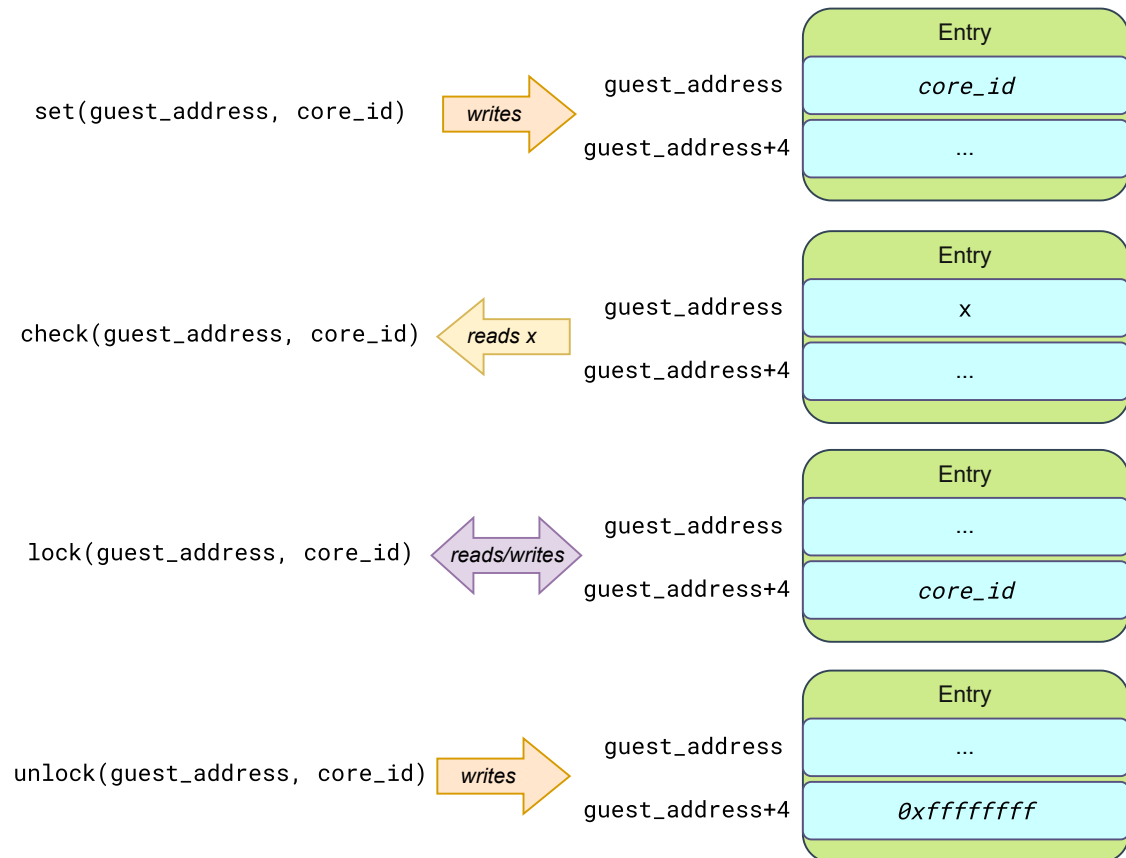 Entry
guest_address
core_id
set(guest_address, core_id)
writes
guest_address+4
...
Entry
guest_address
x
check(guest_address, core_id)
reads x
guest_address+4
...
Entry
guest_address
...
lock(guest_address, core_id)
reads/writes
guest_address+4
core_id
Entry
guest_address
...
unlock(guest_address, core_id)
writes
guest_address+4
0xffffffff